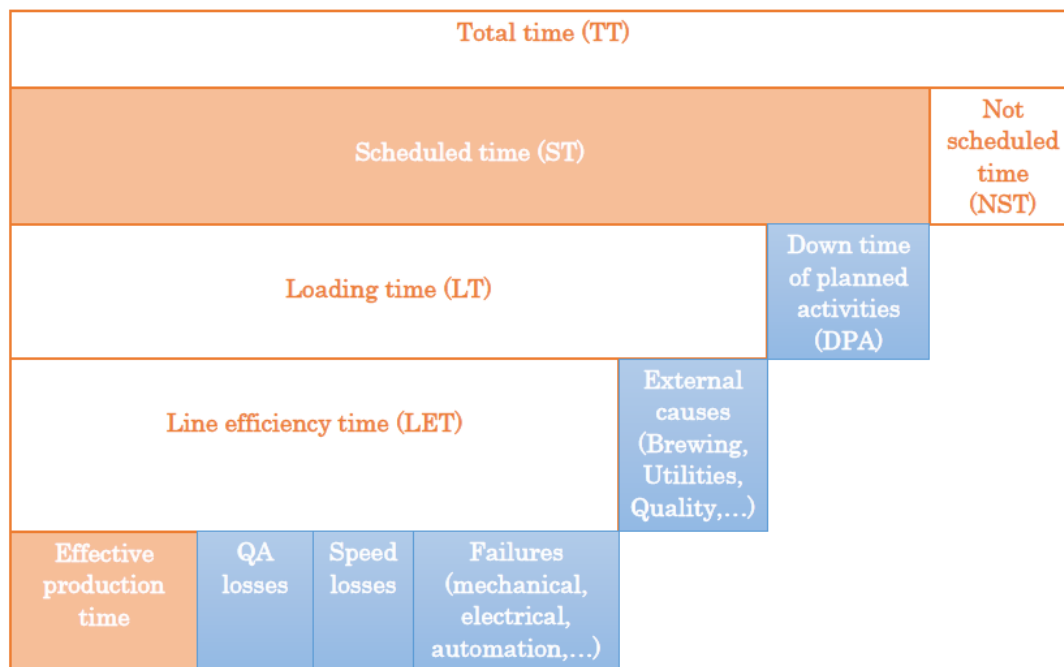 Total time (TT)
Scheduled time (ST)
Not
scheduled
time
(NST)
Loading time (LT)
Down time
of planned
activities
(DPA)
Line efficiency time (LET)
External
causes
(Brewing,
Utilities,
Quality,…)
Effective
production
time
QA
losses
Speed
losses
Failures
(mechanical,
electrical,
automation,…)